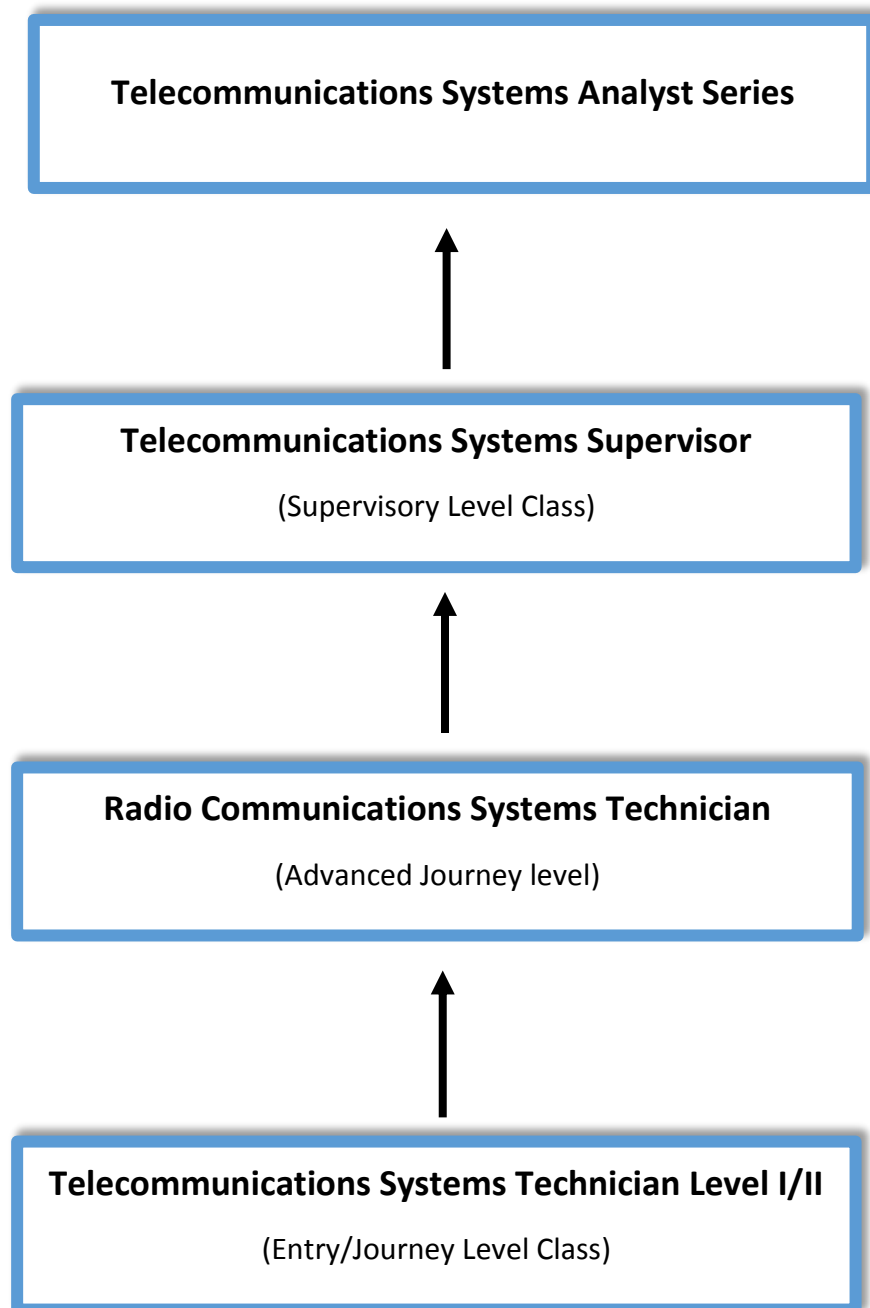 Telecommunications Systems Analyst Series
Telecommunications Systems Supervisor
(Supervisory Level Class)
Radio Communications Systems Technician
(Advanced Journey level)
Telecommunications Systems Technician Level I/II
(Entry/Journey Level Class)